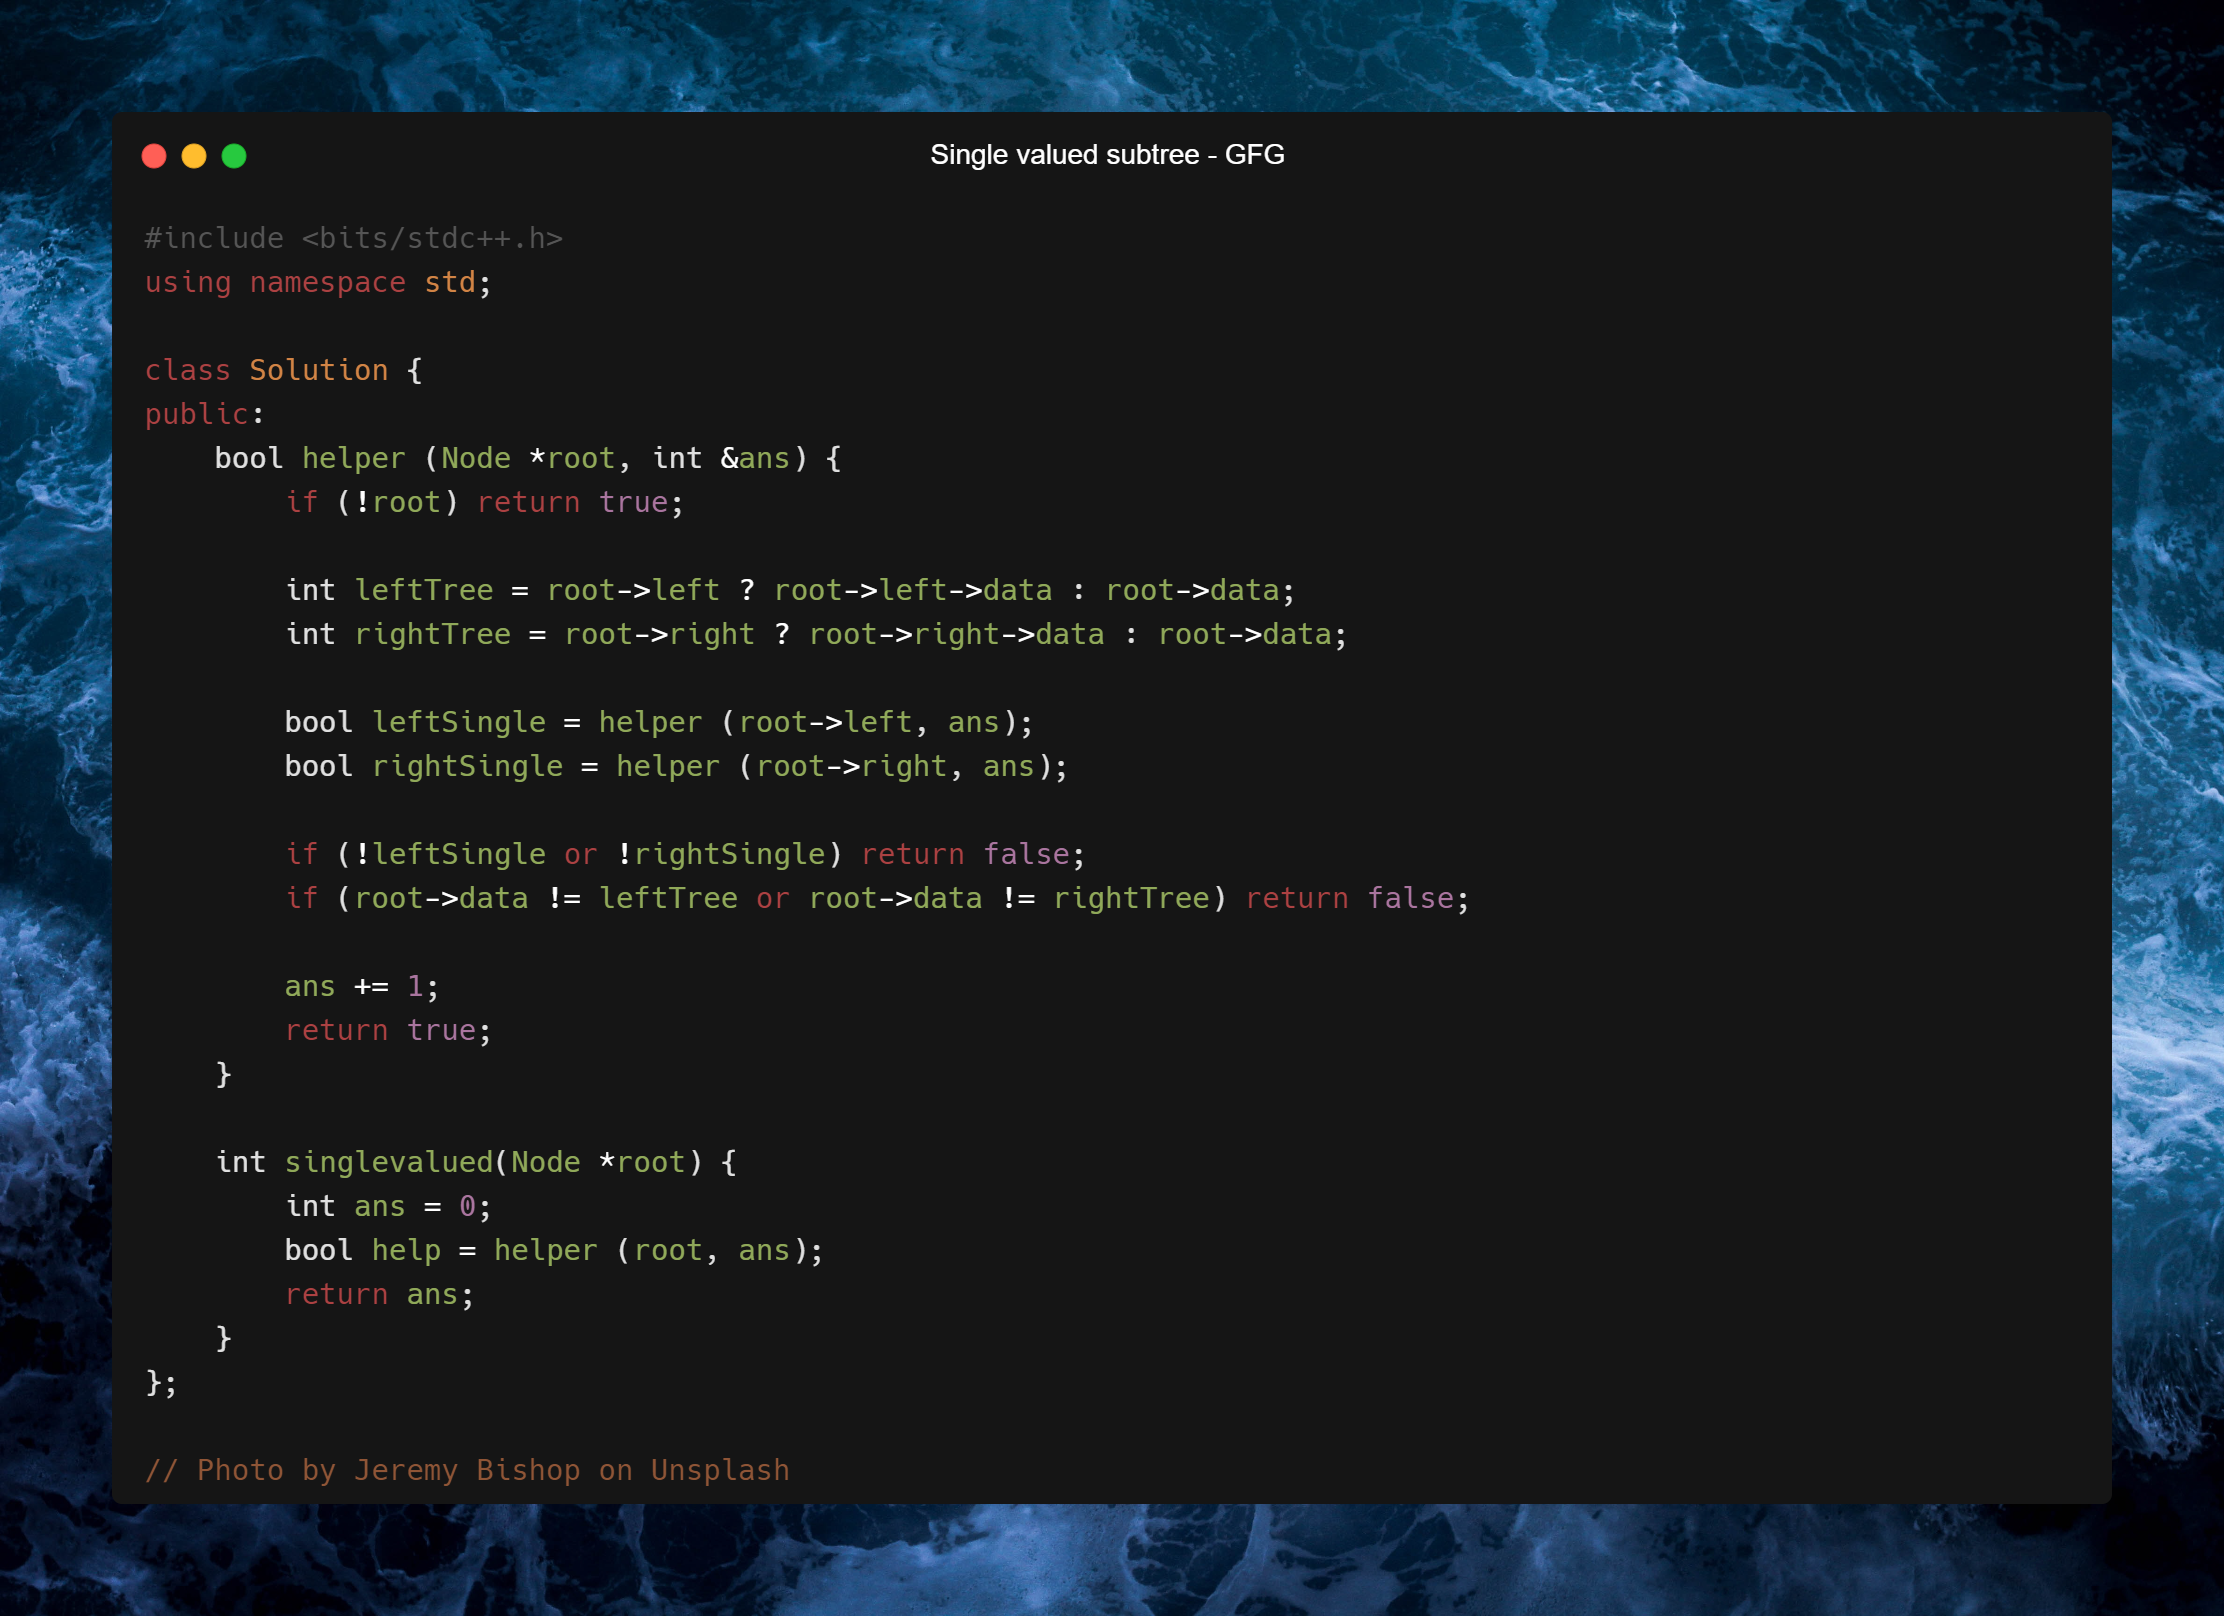 Single valued subtree - GFG
#include <bits/stdc++.h>
using namespace std;
class Solution {
public:
    bool helper (Node *root, int &ans) {
        if (!root) return true;
        int leftTree = root->left ? root->left->data : root->data;
        int rightTree = root->right ? root->right->data : root->data;
        bool leftSingle = helper (root->left, ans);
        bool rightSingle = helper (root->right, ans);
        if (!leftSingle or !rightSingle) return false;
        if (root->data != leftTree or root->data != rightTree) return false;
        ans += 1;
        return true;
    }
    int singlevalued(Node *root) {
        int ans = 0;
        bool help = helper (root, ans);
        return ans;
    }
};
// Photo by Jeremy Bishop on Unsplash